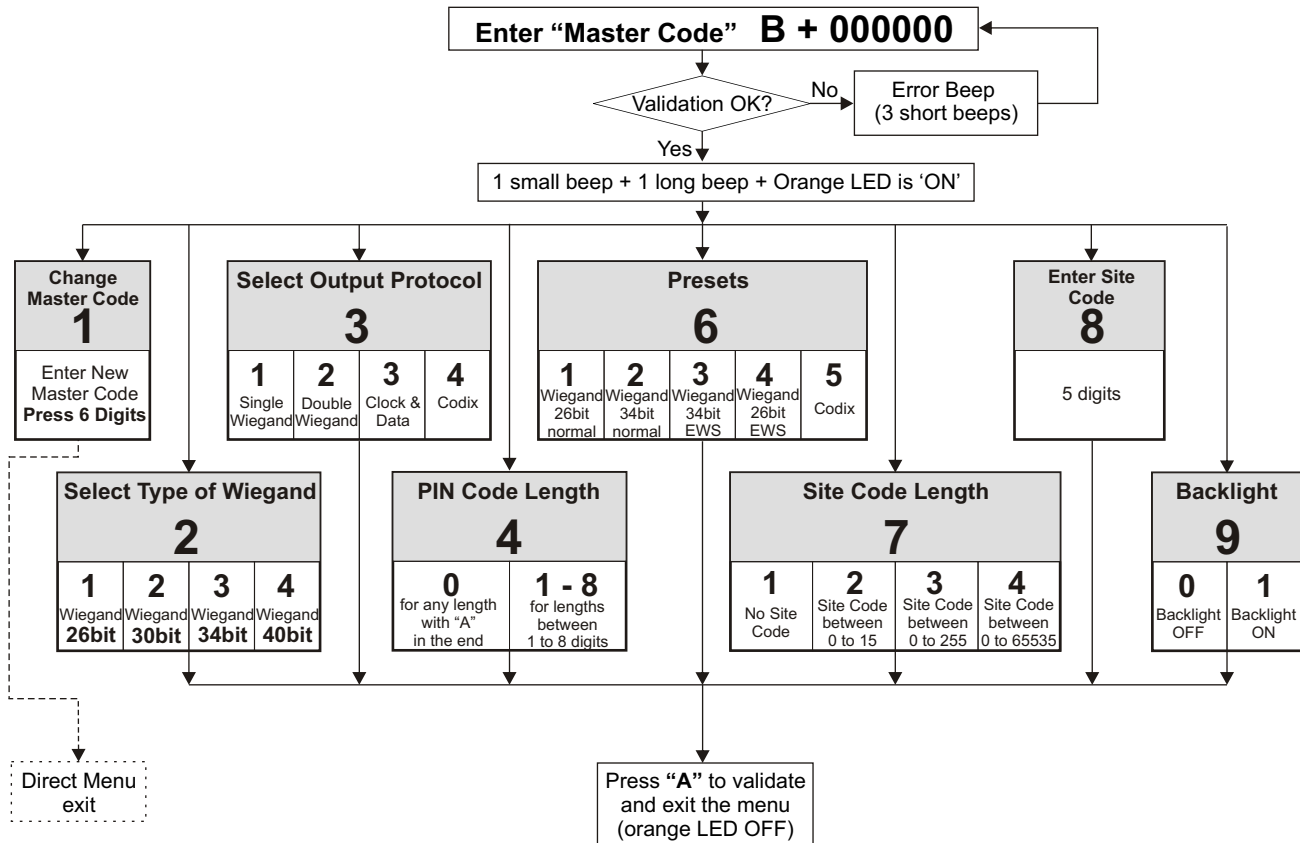 Enter “Master Code” B + 000000
Validation OK?
No
Error Beep
(3 short beeps)
Yes
1 small beep + 1 long beep + Orange LED is ‘ON’
Change
Master Code
1
Enter New
Master Code
Press 6 Digits
Select Output Protocol
3
1
Single
Wiegand
2
Double
Wiegand
3
Clock &
Data
4
Codix
Presets
6
1
Wiegand
26bit
normal
2
Wiegand
34bit
normal
3
Wiegand
34bit
EWS
4
Wiegand
26bit
EWS
5
Codix
Enter Site
Code
8
5 digits
Select Type of Wiegand
2
1
Wiegand
26bit
2
Wiegand
30bit
3
Wiegand
34bit
4
Wiegand
40bit
PIN Code Length
4
0
for any length
with “A”
in the end
1 - 8
for lengths
between
1 to 8 digits
Site Code Length
7
1
No Site
Code
2
Site Code
between
0 to 15
3
Site Code
between
0 to 255
4
Site Code
between
0 to 65535
Backlight
9
0
Backlight
OFF
1
Backlight
ON
Direct Menu
exit
Press “A” to validate
and exit the menu
(orange LED OFF)